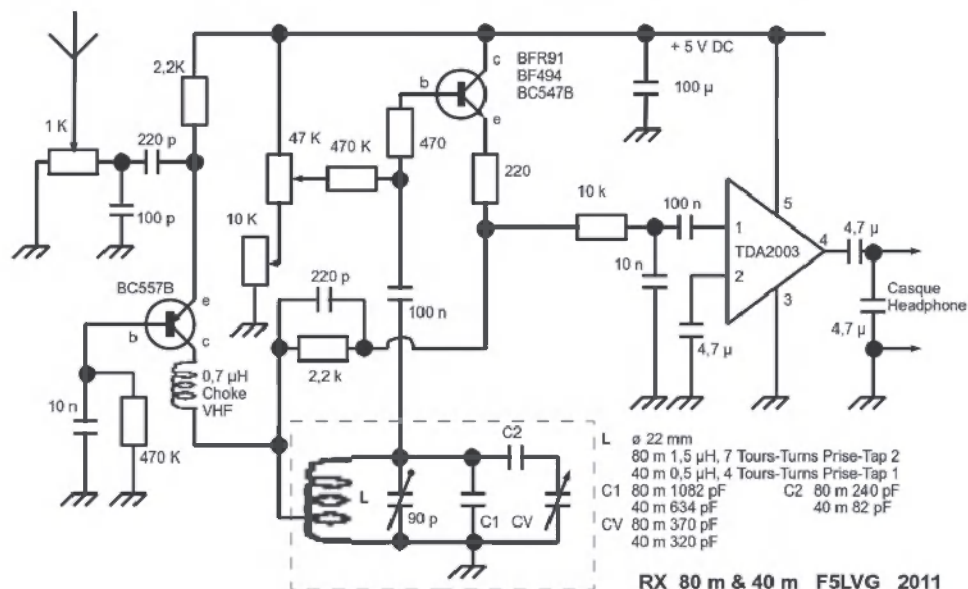 2,2K
1 K
220 p
100 p
BC557B
e
b
c
10 n
470 K
0,7 µH
Choke
VHF
47 K
470 K
10 K
220 p
2,2 k
470
100 n
c
b
e
BFR91
BF494
BC547B
220
+ 5 V DC
100 µ
10 k
10 n
100 n
1
2
3
4
5
TDA2003
4,7 µ
4,7 µ
4,7 µ
Casque
Headphone
L
90 p
C1
CV
C2
L ø 22 mm
80 m 1,5 µH, 7 Tours-Turns Prise-Tap 2
40 m 0,5 µH, 4 Tours-Turns Prise-Tap 1
C1 80 m 1082 pF C2 80 m 240 pF
40 m 634 pF 40 m 82 pF
CV 80 m 370 pF
40 m 320 pF
RX 80 m & 40 m F5LVG 2011